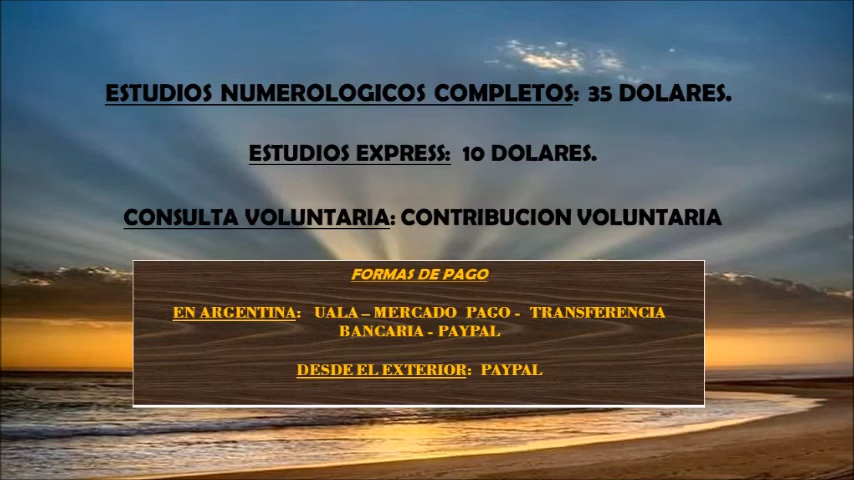 ESTUDIOS NUMEROLOGICOS COMPLETOS: 35 DOLARES.
ESTUDIOS EXPRESS: 10 DOLARES.
CONSULTA VOLUNTARIA: CONTRIBUCION VOLUNTARIA
FORMAS DE PAGO
EN ARGENTINA: UALA – MERCADO PAGO - TRANSFERENCIA
BANCARIA - PAYPAL
DESDE EL EXTERIOR: PAYPAL